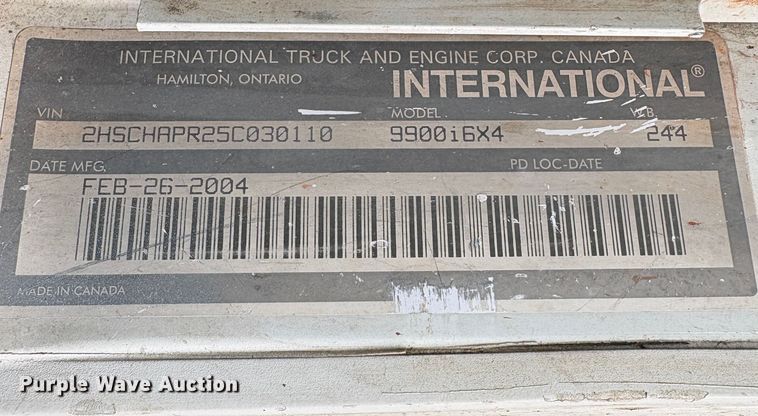 INTERNATIONAL TRUCK AND ENGINE CORP. CANADA
HAMILTON, ONTARIO INTERNATIONAL®
VIN MODEL W.B.
2HSCHAPR25C030110 9900i6X4 244
DATE MFG. PD LOC-DATE
FEB-26-2004
MADE IN CANADA
Purple Wave Auction